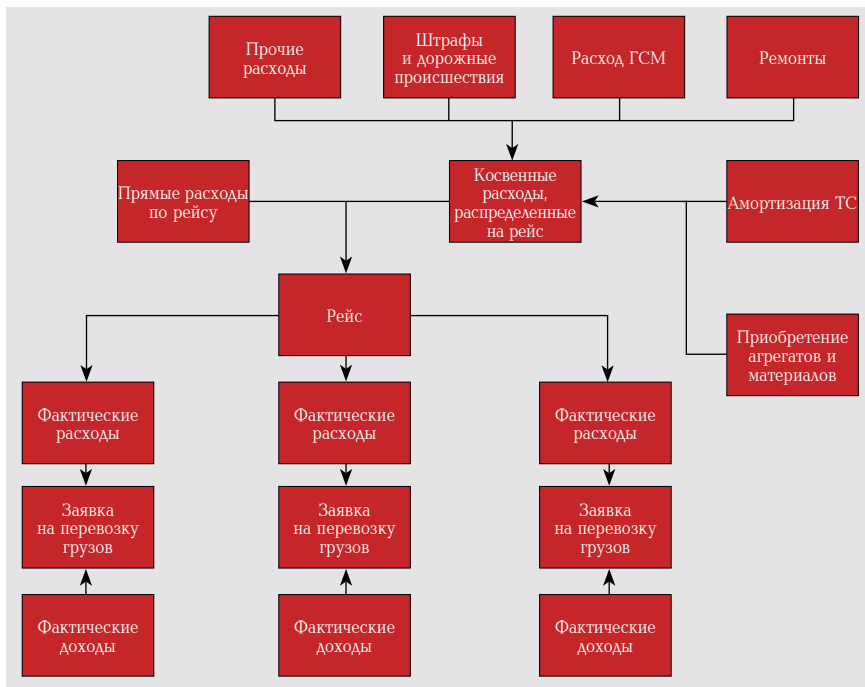 Прочие
расходы
Штрафы
и дорожные
происшествия
Расход ГСМ
Ремонты
Прямые расходы
по рейсу
Косвенные
расходы,
распределенные
на рейс
Амортизация ТС
Рейс
Приобретение
агрегатов и
материалов
Фактические
расходы
Фактические
расходы
Фактические
расходы
Заявка
на перевозку
грузов
Заявка
на перевозку
грузов
Заявка
на перевозку
грузов
Фактические
доходы
Фактические
доходы
Фактические
доходы